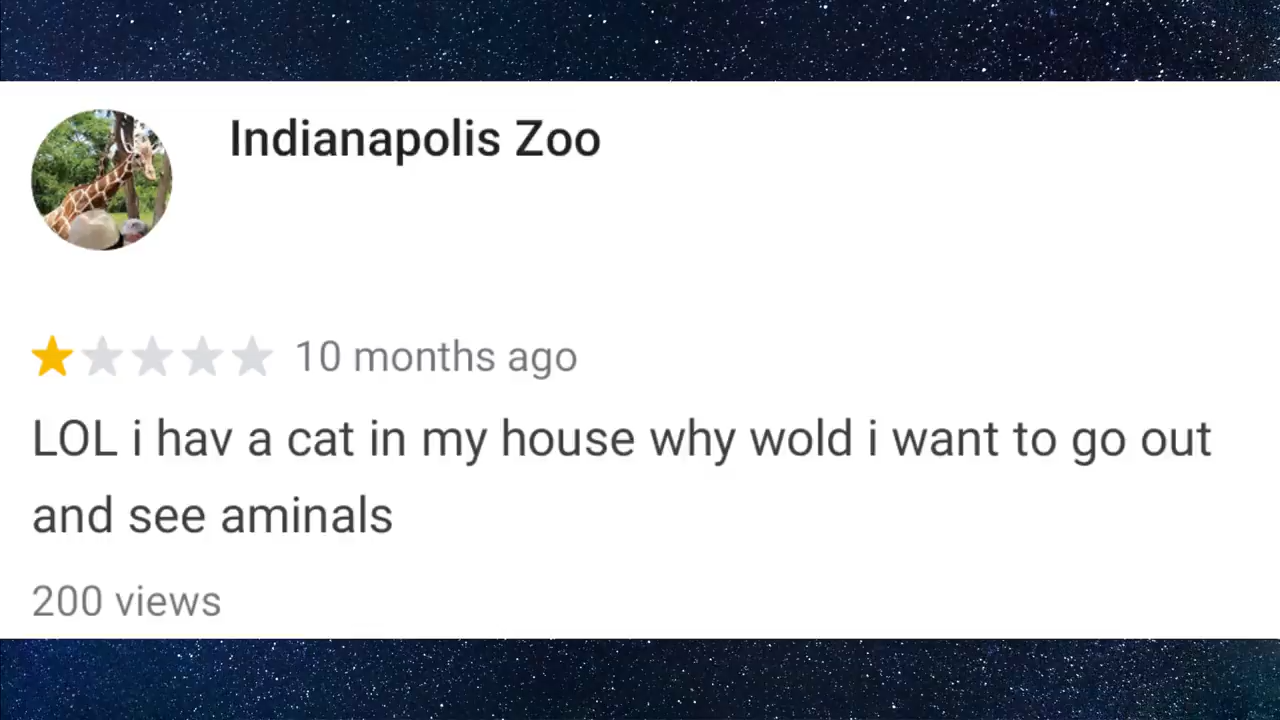 Indianapolis Zoo
10 months ago
LOL i hav a cat in my house why wold i want to go out
and see aminals
200 views